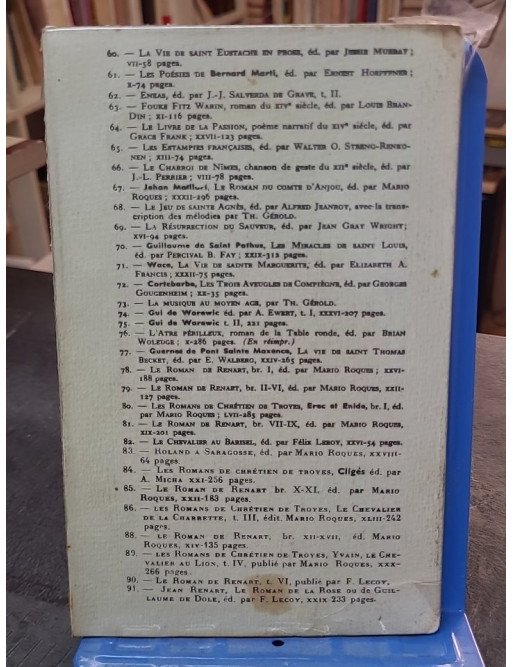 60. — La Vie de saint Eustache en prose, éd. par Jessie Murray ;
VII-58 pages.
61. — Les Poésies de Bernard Marti, éd. par Ernest Hoepffner ;
X-74 pages.
62. — Eneas, éd. par J.-J. Salverda de Grave, t. II.
63. — Fouke Fitz Warin, roman du XIVe siècle, éd. par Louis Bran-
din ; XI-116 pages.
64. — Le Livre de la Passion, poème narratif du XIVe siècle, éd. par
Grace Frank ; XXVII-123 pages.
65. — Les Estampies françaises, éd. par Walter O. Streng-Renko-
nen ; XIII-74 pages.
66. — Le Charroi de Nîmes, chanson de geste du XIIe siècle, éd. par
J.-L. Perrier ; VIII-78 pages.
67. — Jehan Maillart, Le Roman du comte d'Anjou, éd. par Mario
Roques ; XXXII-296 pages.
68. — Le Jeu de sainte Agnès, éd. par Alfred Jeanroy, avec la trans-
cription des mélodies par Th. Gérold.
69. — La Résurrection du Sauveur, éd. par Jean Gray Wright ;
XVI-94 pages.
70. — Guillaume de Saint Pathus, Les Miracles de saint Louis,
éd. par Percival B. Fay ; XXIX-312 pages.
71. — Wace, La Vie de sainte Marguerite, éd. par Elizabeth A.
Francis ; XXIII-75 pages.
72. — Cortebarbe, Les Trois Aveugles de Compiègne, éd. par Georges
Gougenheim ; XX-35 pages.
73. — La musique au moyen age, par Th. Gérold.
74. — Gui de Warewic éd. par A. Ewert, t. I, XXXVI-207 pages.
75. — Gui de Warewic t. II, 221 pages.
76. — L'Atre périlleux, roman de la Table ronde, éd. par Brian
Woledge ; X-286 pages. (En réimpr.)
77. — Guernes de Pont Sainte Maxence, La vie de saint Thomas
Becket, éd. par E. Walberg, XXIV-265 pages.
78. — Le Roman de Renart, br. I, éd. par Mario Roques ; XXVI-
188 pages.
79. — Le Roman de Renart, br. II-VI, éd. par Mario Roques, XXII-
127 pages.
80. — Les Romans de Chrétien de Troyes, Erec et Enide, br. I, éd.
par Mario Roques ; LVII-285 pages.
81. — Le Roman de Renart, br. VII-IX, éd. par Mario Roques,
XIX-201 pages.
82. — Le Chevalier au Barisel, éd. par Félix Lecoy, XXVI-54 pages.
83. — Roland a Saragosse, éd. par Mario Roques, XXVIII-
64 pages.
84. — Les Romans de chrétien de troyes, Cligés éd. par
A. Micha XXI-256 pages.
85. — Le Roman de Renart br. X-XI, éd. par Mario
Roques, XXII-183 pages.
86. — les Romans de Chrétien de Troyes, Le Chevalier
de la Charrette, t. III, édit. Mario Roques, XLIII-242
pages.
88. — le Roman de Renart, br. XII-XVII, éd. Mario
Roques, XIV-135 pages.
89. — les Romans de Chrétien de Troyes, Yvain, le Che-
valier au Lion, t. IV, publié par Mario Roques, XXX-
266 pages.
90. — Le Roman de Renart, t. VI, publié par F. Lecoy.
91. — Jean Renart, Le Roman de la Rose ou de Guil-
laume de Dole, éd. par F. Lecoy, XXIX 233 pages.